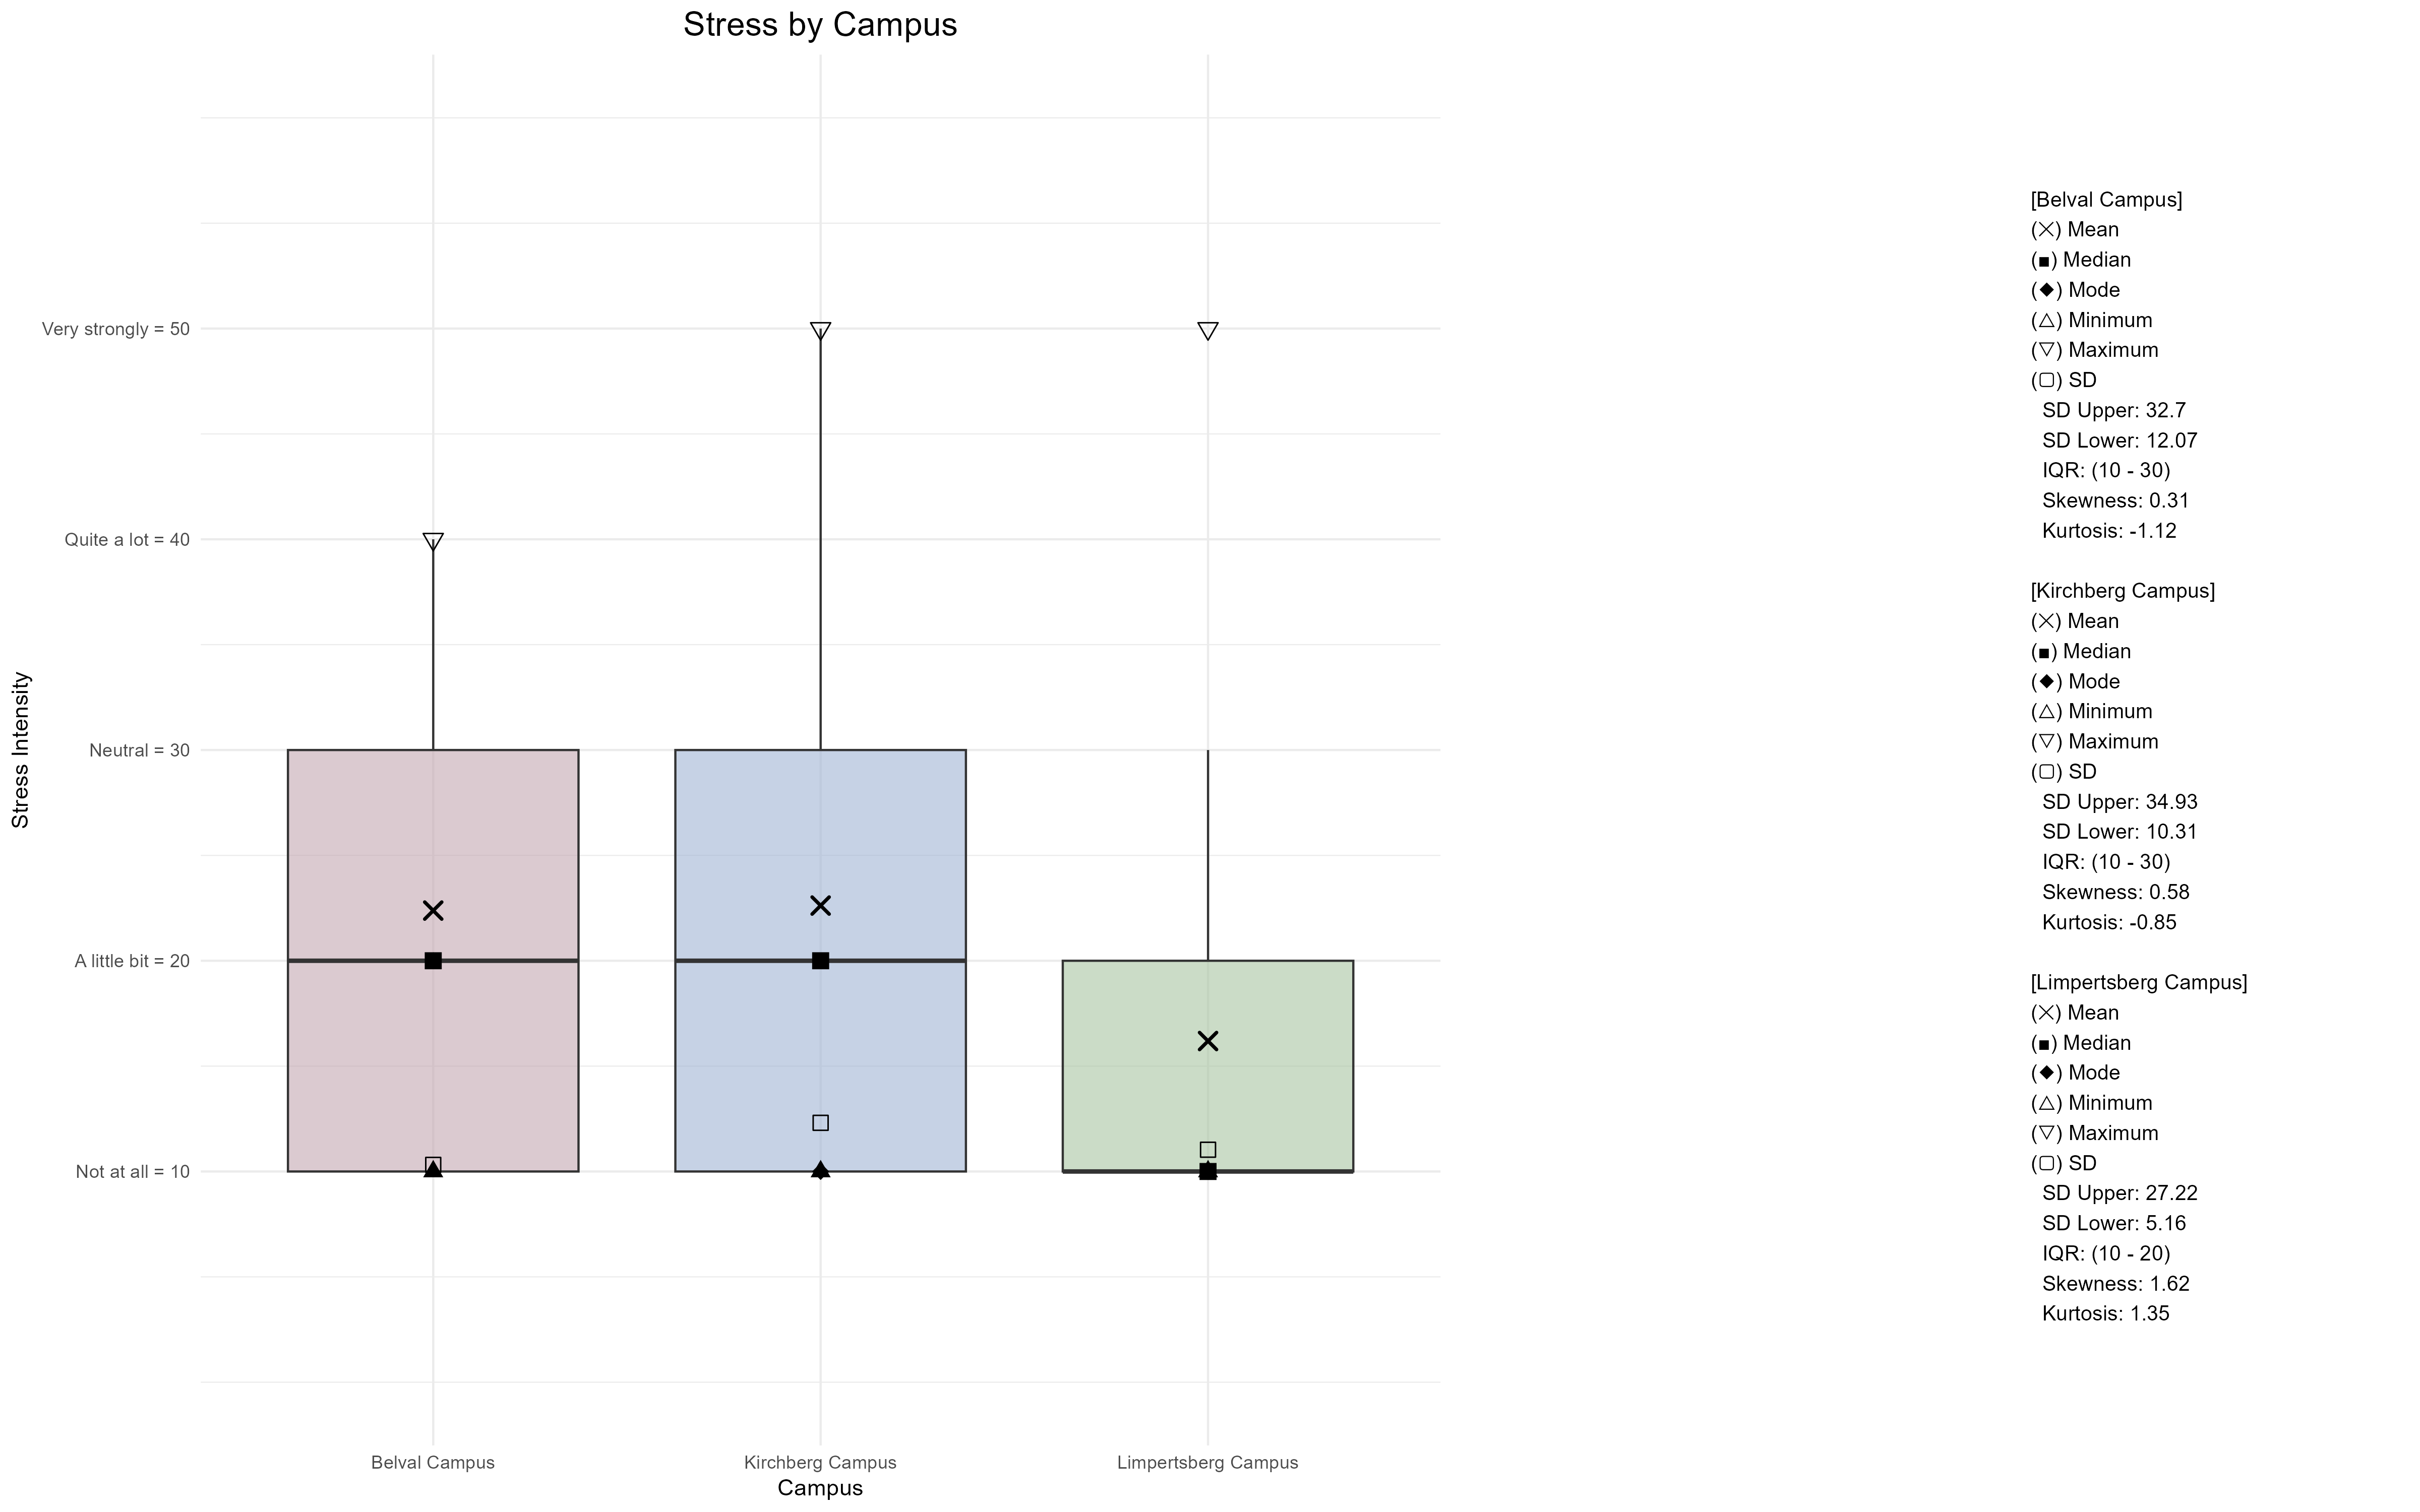 Stress by Campus
Very strongly = 50
Quite a lot = 40
Neutral = 30
A little bit = 20
Not at all = 10
Stress Intensity
Belval Campus
Kirchberg Campus
Limpertsberg Campus
Campus
[Belval Campus]
(×) Mean
(■) Median
(◆) Mode
(△) Minimum
(▽) Maximum
(▢) SD
SD Upper: 32.7
SD Lower: 12.07
IQR: (10 - 30)
Skewness: 0.31
Kurtosis: -1.12
[Kirchberg Campus]
(×) Mean
(■) Median
(◆) Mode
(△) Minimum
(▽) Maximum
(▢) SD
SD Upper: 34.93
SD Lower: 10.31
IQR: (10 - 30)
Skewness: 0.58
Kurtosis: -0.85
[Limpertsberg Campus]
(×) Mean
(■) Median
(◆) Mode
(△) Minimum
(▽) Maximum
(▢) SD
SD Upper: 27.22
SD Lower: 5.16
IQR: (10 - 20)
Skewness: 1.62
Kurtosis: 1.35